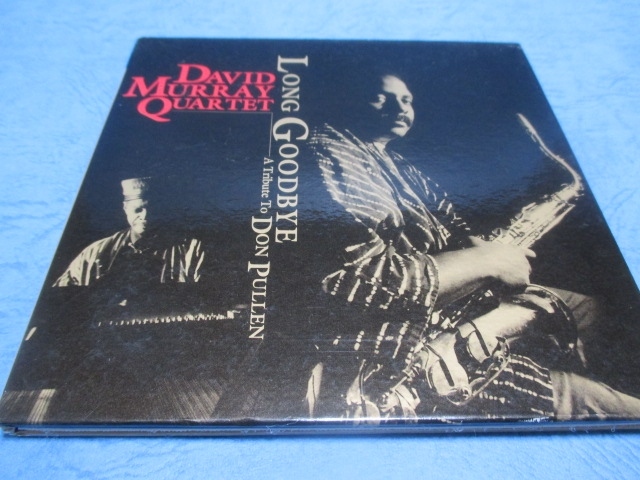 DAVID
MURRAY
QUARTET
LONG GOODBYE
A Tribute To DON PULLEN